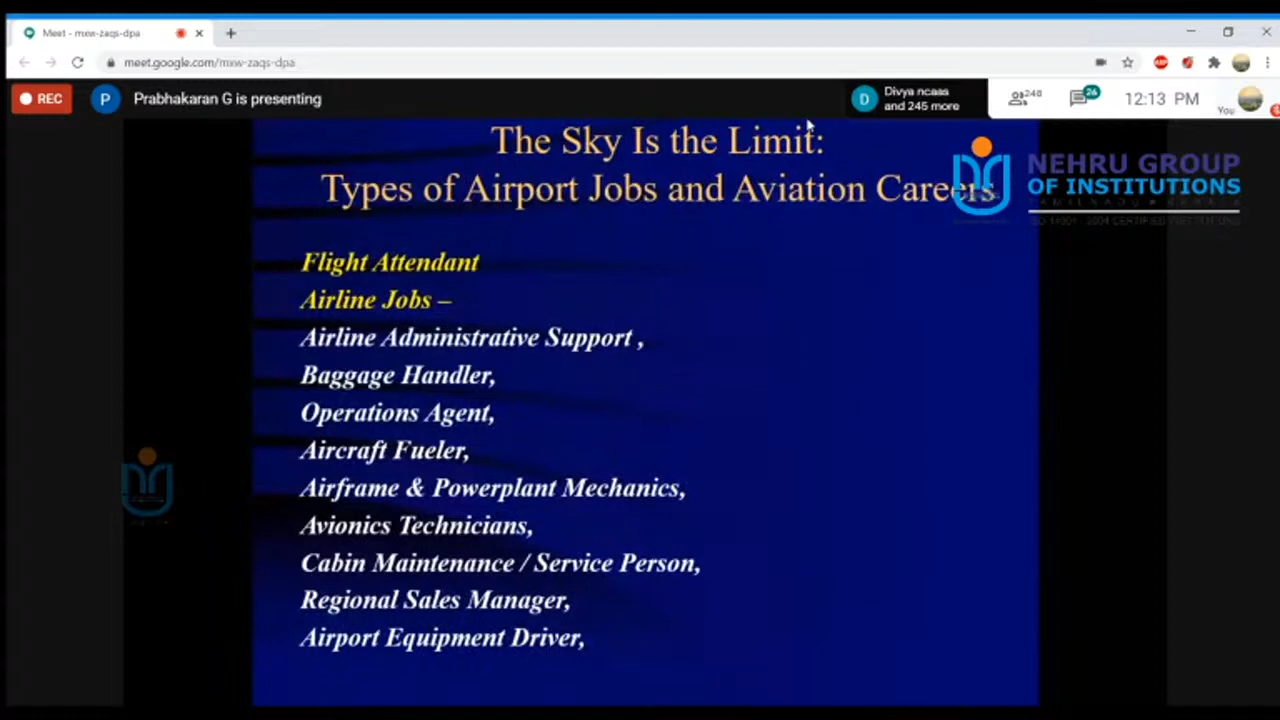 Meet - mxw-zaqs-dpa
meet.google.com/mxw-zaqs-dpa
REC
P
Prabhakaran G is presenting
D
Divya ncaas
and 245 more
248
26
12:13 PM
You
The Sky Is the Limit:
Types of Airport Jobs and Aviation Careers
NEHRU GROUP
OF INSTITUTIONS
Flight Attendant
Airline Jobs –
Airline Administrative Support ,
Baggage Handler,
Operations Agent,
Aircraft Fueler,
Airframe & Powerplant Mechanics,
Avionics Technicians,
Cabin Maintenance / Service Person,
Regional Sales Manager,
Airport Equipment Driver,